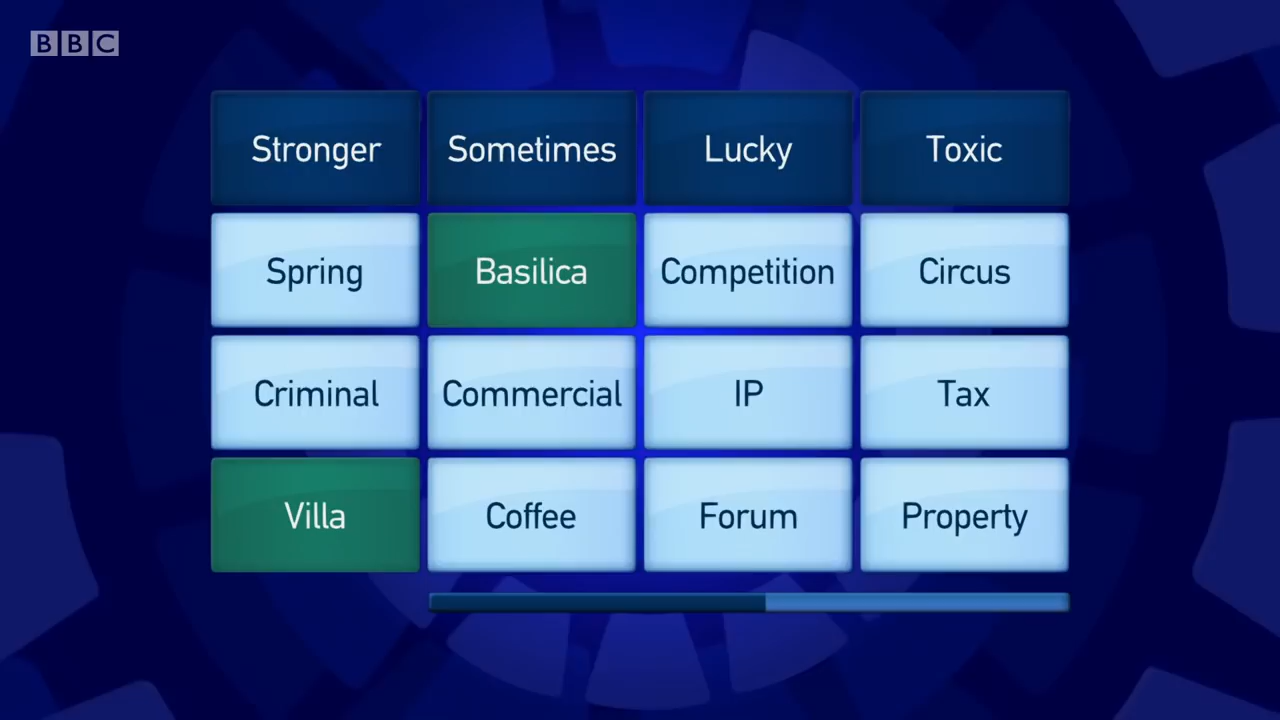 BBC
Stronger Sometimes Lucky Toxic
Spring Basilica Competition Circus
Criminal Commercial IP Tax
Villa Coffee Forum Property